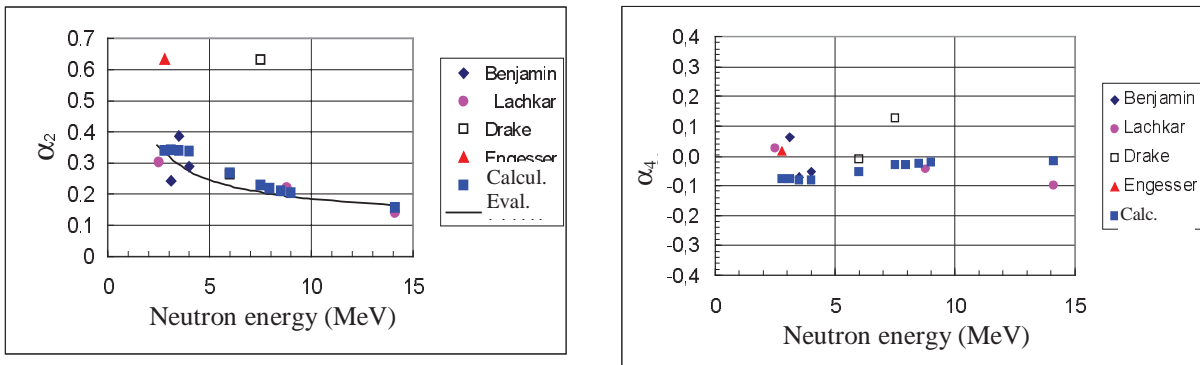 0.7
0.6
0.5
0.4
0.3
0.2
0.1
0
α2
0
5
10
15
Neutron energy (MeV)
Benjamin
Lachkar
Drake
Engesser
Calcul.
Eval.
0,4
0,3
0,2
0,1
0,0
-0,1
-0,2
-0,3
-0,4
α4
0
5
10
15
Neutron energy (MeV)
Benjamin
Lachkar
Drake
Engesser
Calc.